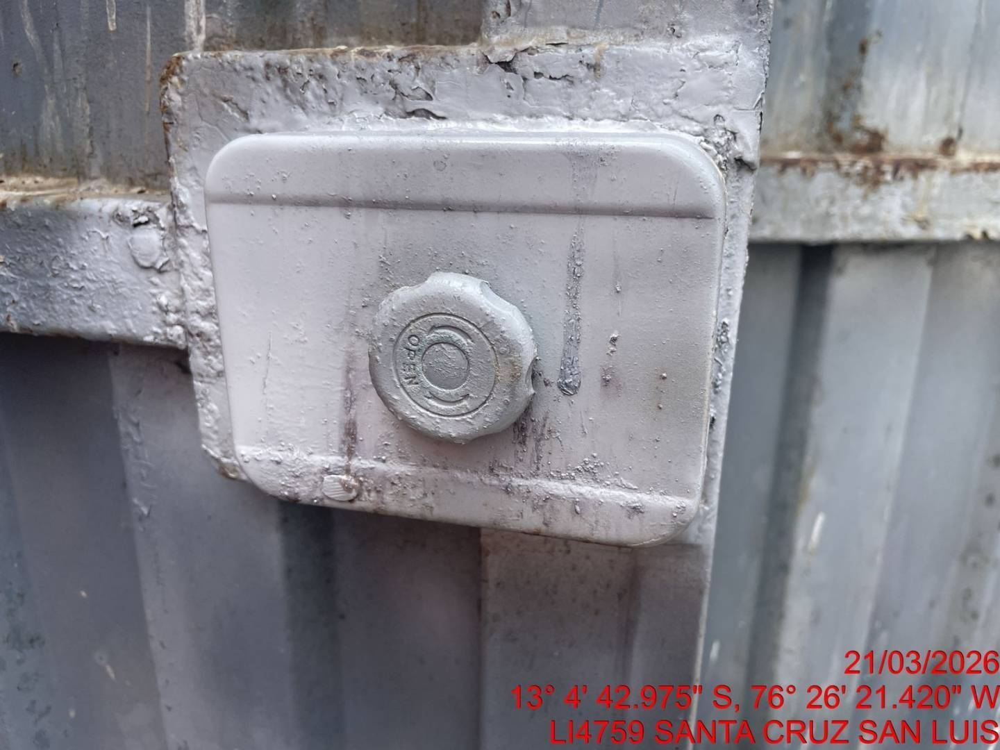 OPEN
21/03/2026
13° 4' 42.975" S, 76° 26' 21.420" W
LI4759 SANTA CRUZ SAN LUIS